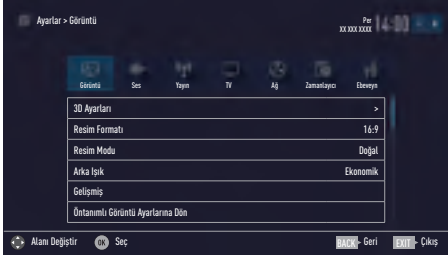 Ayarlar > Görüntü
Per
XX XXX XXXX
Görüntü Ses Yayın TV Ağ Zamanlayıcı Ebeveyn
3D Ayarları >
Resim Formatı 16:9
Resim Modu Doğal
Arka Işık Ekonomik
Gelişmiş
Öntanımlı Görüntü Ayarlarına Dön
Alanı Değiştir OK Seç BACK Geri EXIT Çıkış